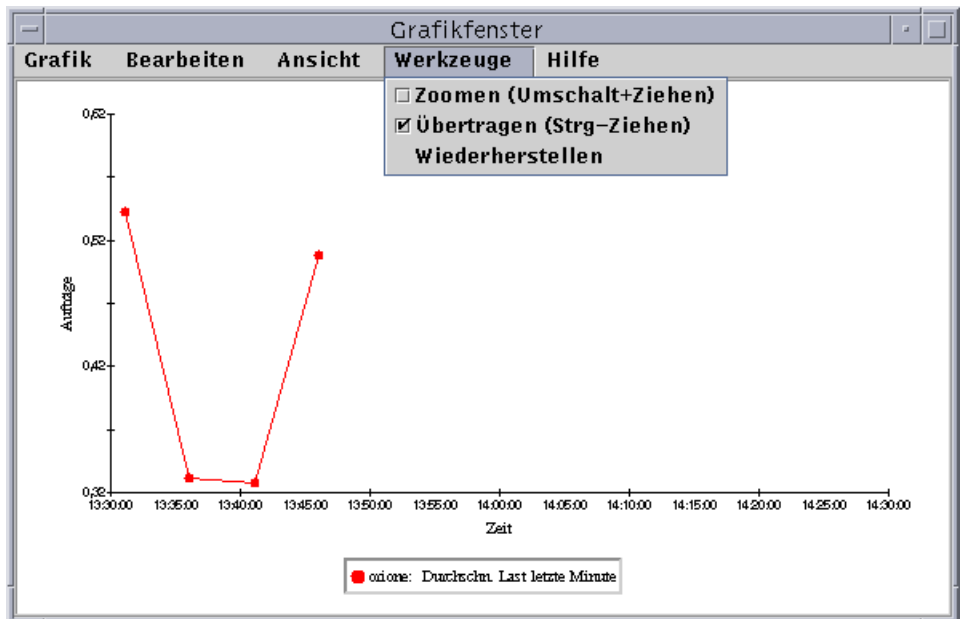 Grafikfenster
Grafik Bearbeiten Ansicht Werkzeuge Hilfe
Zoomen (Umschalt+Ziehen)
Übertragen (Strg-Ziehen)
Wiederherstellen
0,62
0,52
0,42
0,32
Aufträge
13:30:00 13:35:00 13:40:00 13:45:00 13:50:00 13:55:00 14:00:00 14:05:00 14:10:00 14:15:00 14:20:00 14:25:00 14:30:00
Zeit
orione: Durchschn. Last letzte Minute